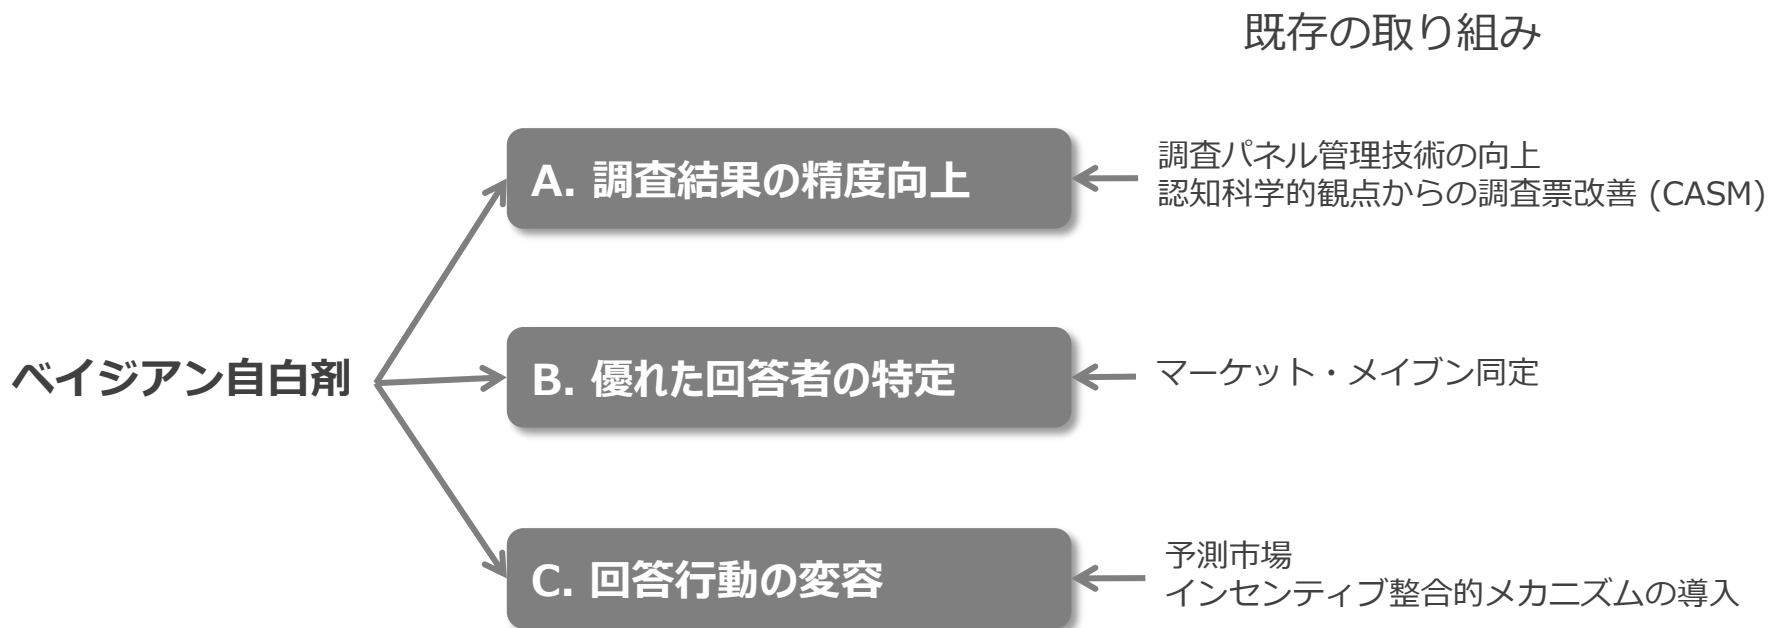 既存の取り組み
A. 調査結果の精度向上
調査パネル管理技術の向上
認知科学的観点からの調査票改善 (CASM)
ベイジアン自白剤
B. 優れた回答者の特定
マーケット・メイブン同定
C. 回答行動の変容
予測市場
インセンティブ整合的メカニズムの導入